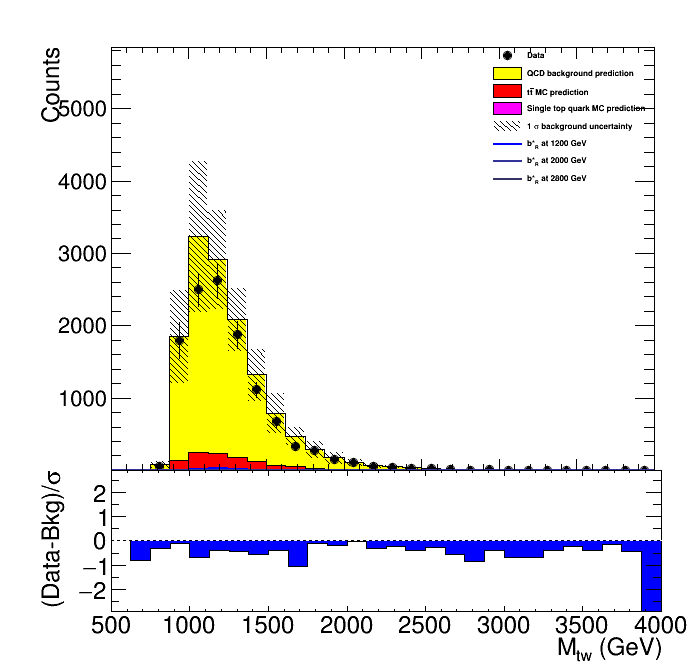 Counts
5000
4000
3000
2000
1000
Data
QCD background prediction
tt̄ MC prediction
Single top quark MC prediction
1 σ background uncertainty
b*R at 1200 GeV
b*R at 2000 GeV
b*R at 2800 GeV
(Data-Bkg)/σ
2
1
0
−1
−2
500 1000 1500 2000 2500 3000 3500 4000
Mtw (GeV)